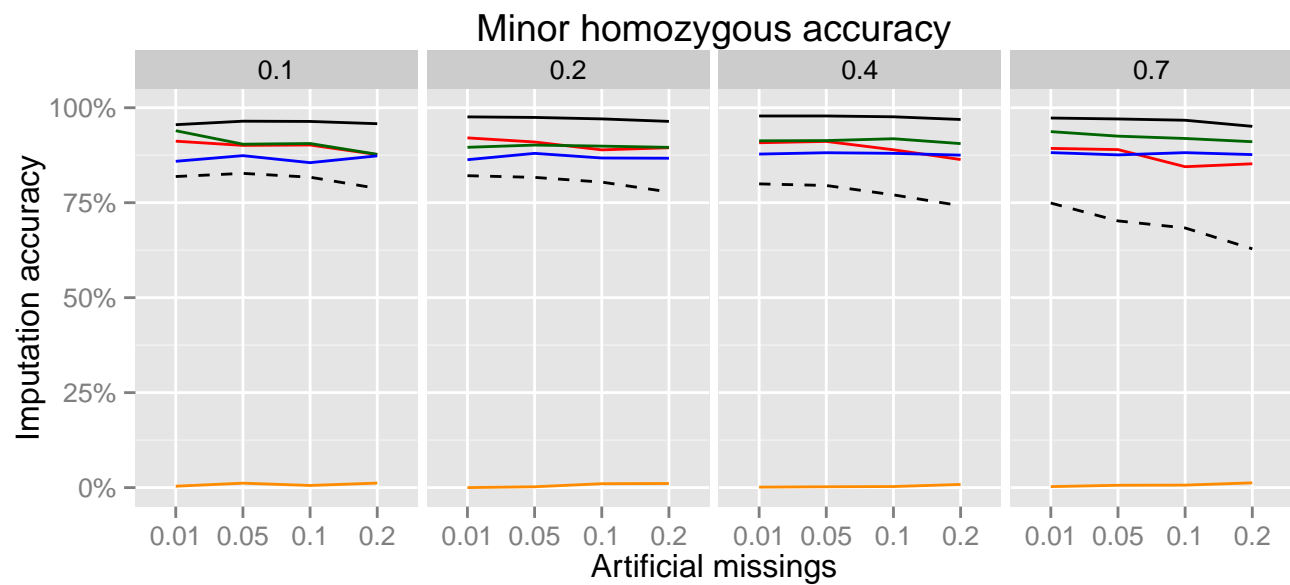 Minor homozygous accuracy
0.1 0.2 0.4 0.7
Imputation accuracy
100%
75%
50%
25%
0%
0.01 0.05 0.1 0.2 0.01 0.05 0.1 0.2 0.01 0.05 0.1 0.2 0.01 0.05 0.1 0.2
Artificial missings